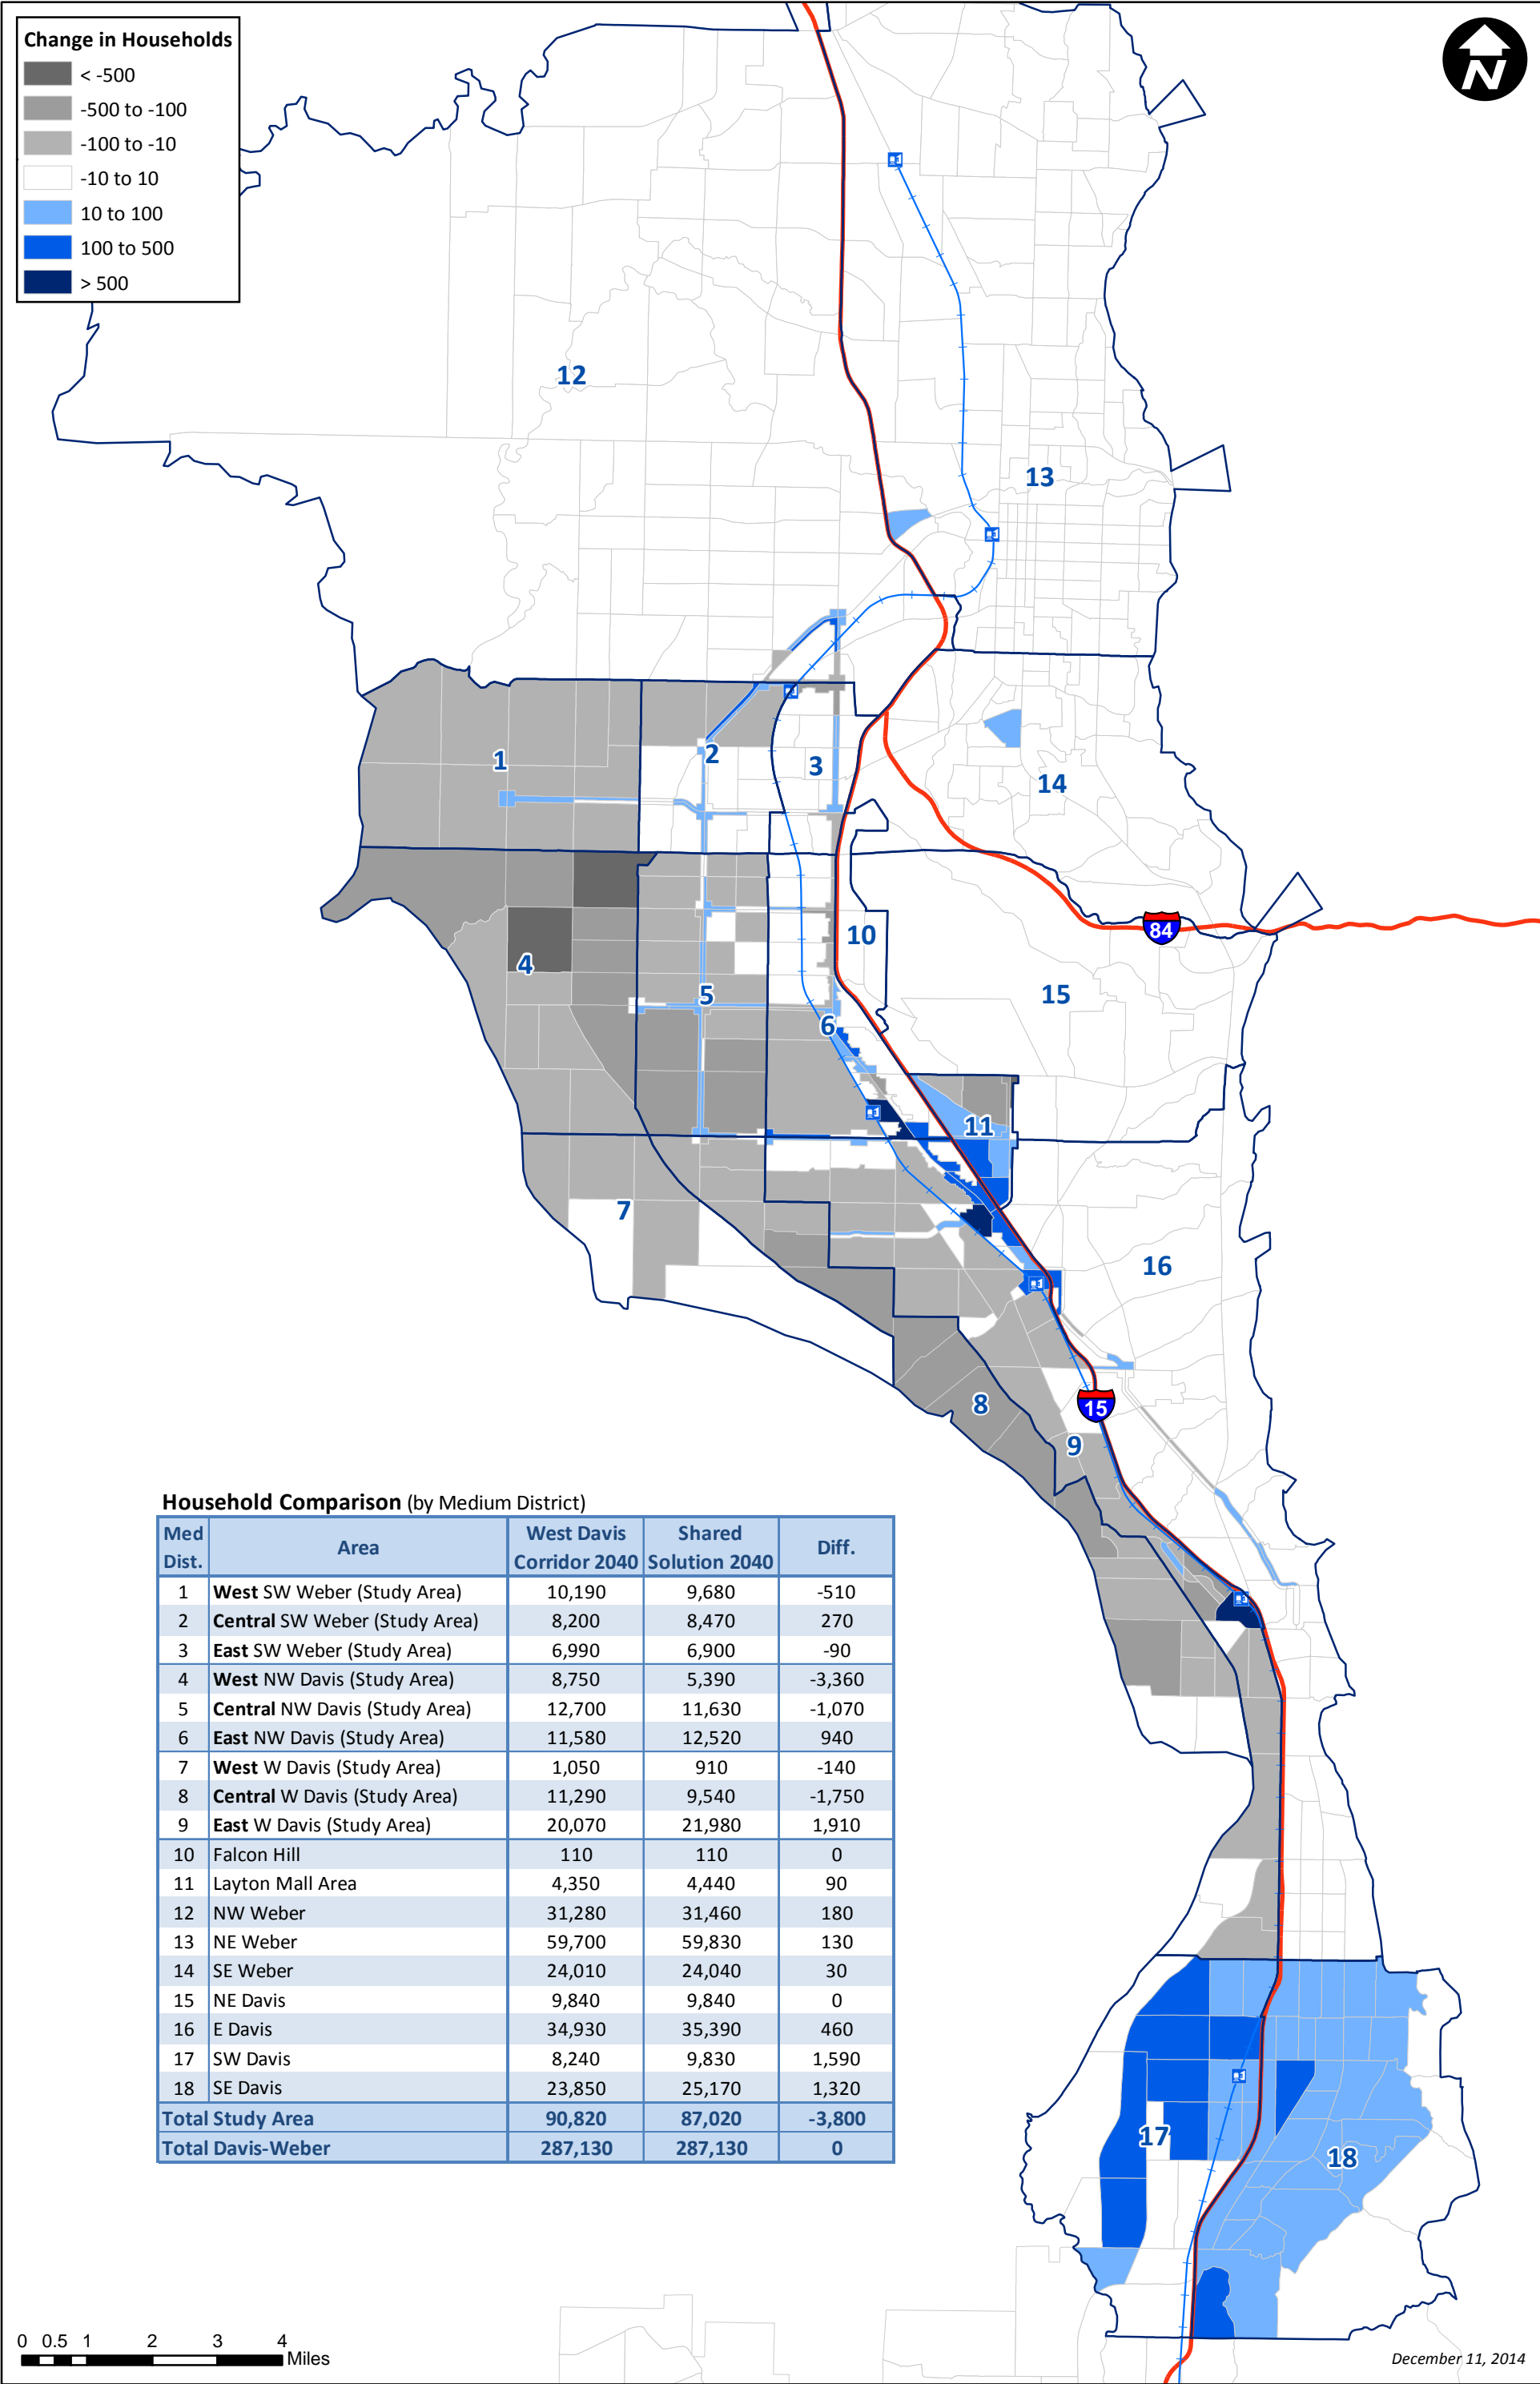 Change in Households
< -500
-500 to -100
-100 to -10
-10 to 10
10 to 100
100 to 500
> 500
N
12
13
1
2
3
14
4
5
10
84
15
6
11
7
16
8
15
9
17
18
Household Comparison (by Medium District)
Med Dist. Area West Davis Corridor 2040 Shared Solution 2040 Diff.
1 West SW Weber (Study Area) 10,190 9,680 -510
2 Central SW Weber (Study Area) 8,200 8,470 270
3 East SW Weber (Study Area) 6,990 6,900 -90
4 West NW Davis (Study Area) 8,750 5,390 -3,360
5 Central NW Davis (Study Area) 12,700 11,630 -1,070
6 East NW Davis (Study Area) 11,580 12,520 940
7 West W Davis (Study Area) 1,050 910 -140
8 Central W Davis (Study Area) 11,290 9,540 -1,750
9 East W Davis (Study Area) 20,070 21,980 1,910
10 Falcon Hill 110 110 0
11 Layton Mall Area 4,350 4,440 90
12 NW Weber 31,280 31,460 180
13 NE Weber 59,700 59,830 130
14 SE Weber 24,010 24,040 30
15 NE Davis 9,840 9,840 0
16 E Davis 34,930 35,390 460
17 SW Davis 8,240 9,830 1,590
18 SE Davis 23,850 25,170 1,320
Total Study Area 90,820 87,020 -3,800
Total Davis-Weber 287,130 287,130 0
0 0.5 1 2 3 4
Miles
December 11, 2014